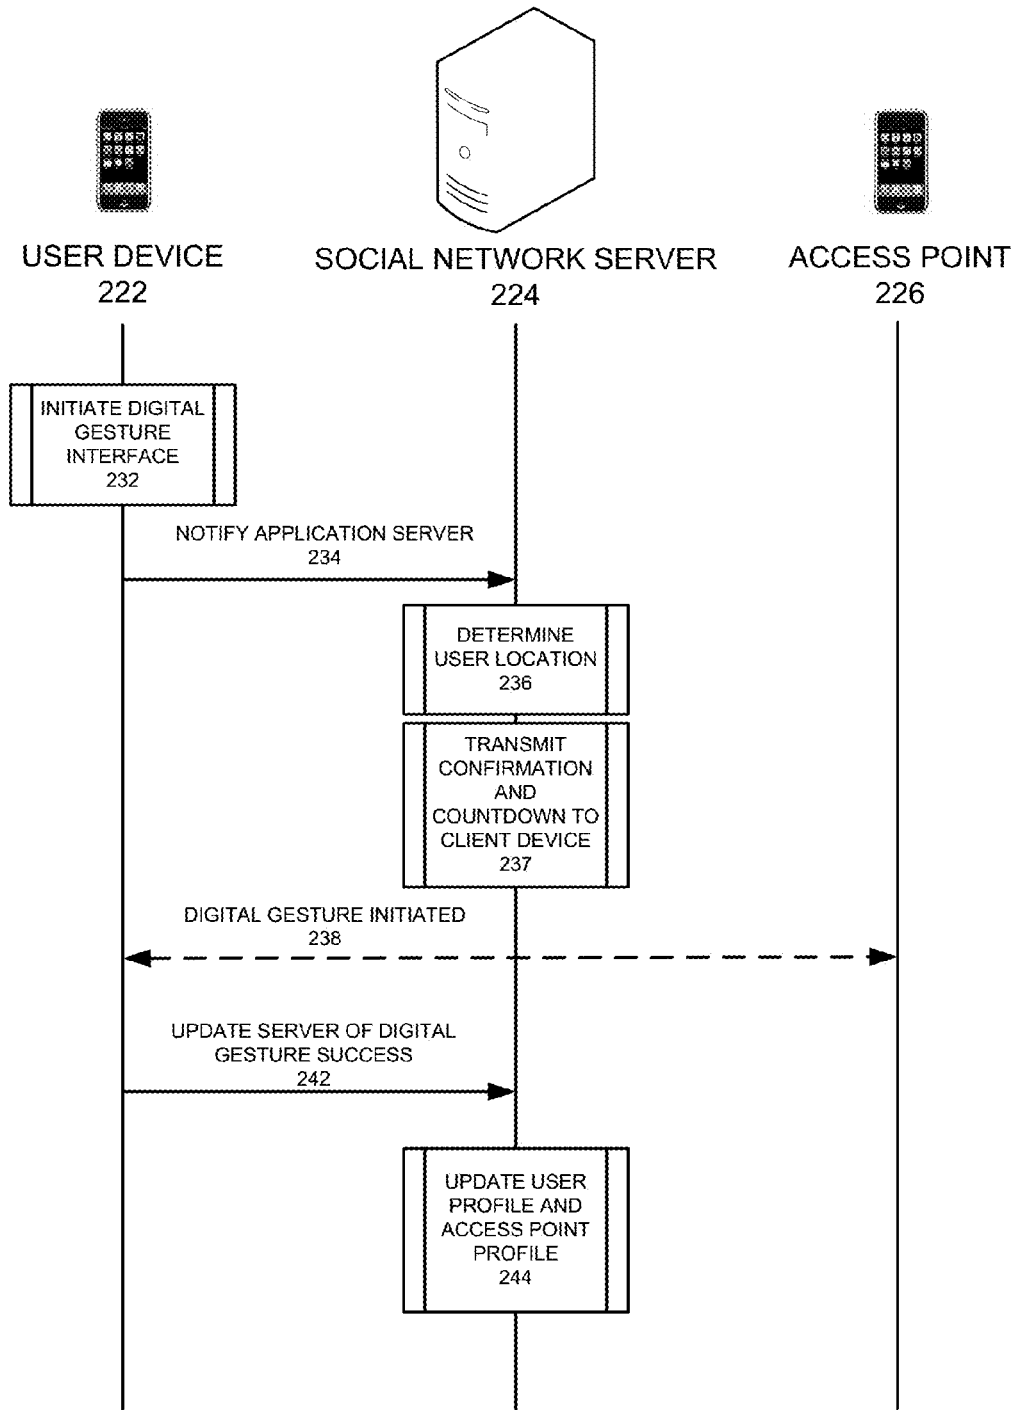 USER DEVICE
222
SOCIAL NETWORK SERVER
224
ACCESS POINT
226
INITIATE DIGITAL
GESTURE
INTERFACE
232
NOTIFY APPLICATION SERVER
234
DETERMINE
USER LOCATION
236
TRANSMIT
CONFIRMATION
AND
COUNTDOWN TO
CLIENT DEVICE
237
DIGITAL GESTURE INITIATED
238
UPDATE SERVER OF DIGITAL
GESTURE SUCCESS
242
UPDATE USER
PROFILE AND
ACCESS POINT
PROFILE
244